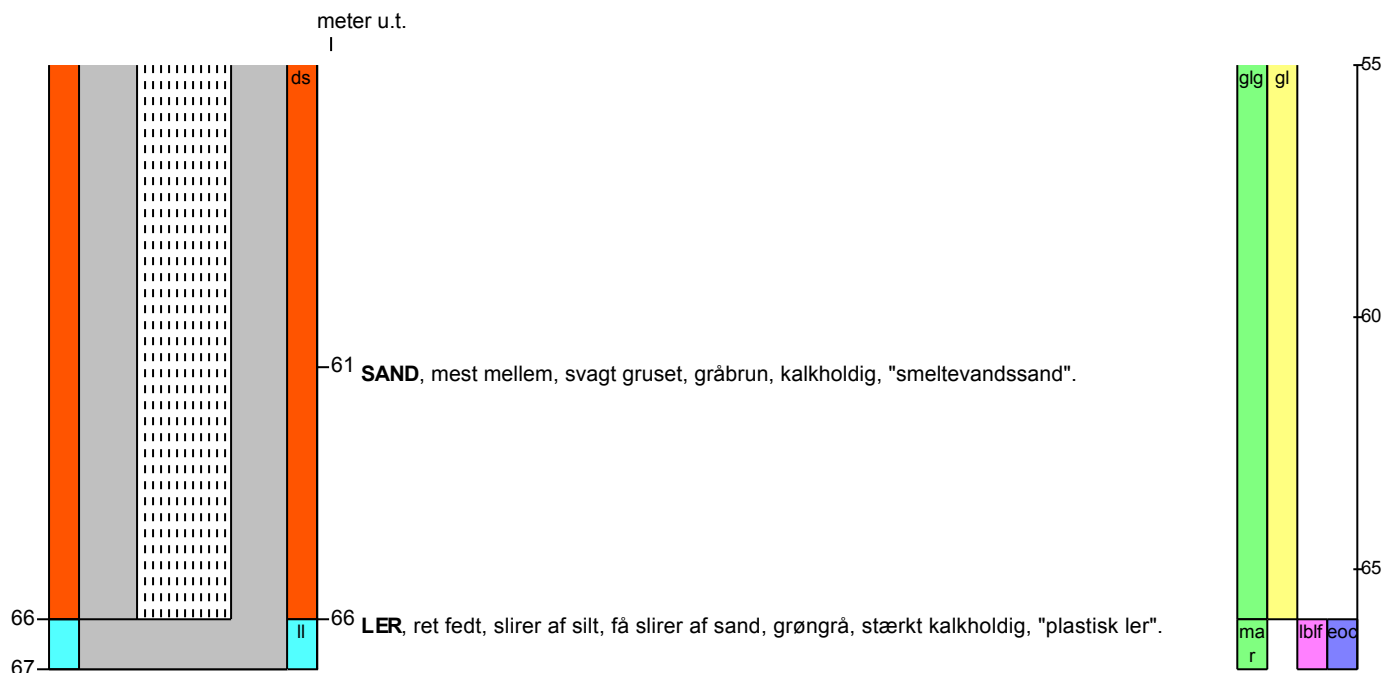 meter u.t.
ds
glg gl
55
60
61 SAND, mest mellem, svagt gruset, gråbrun, kalkholdig, "smeltevandssand".
65
66
66 LER, ret fedt, slirer af silt, få slirer af sand, grøngrå, stærkt kalkholdig, "plastisk ler".
ll
ma
r
lblf eoc
67